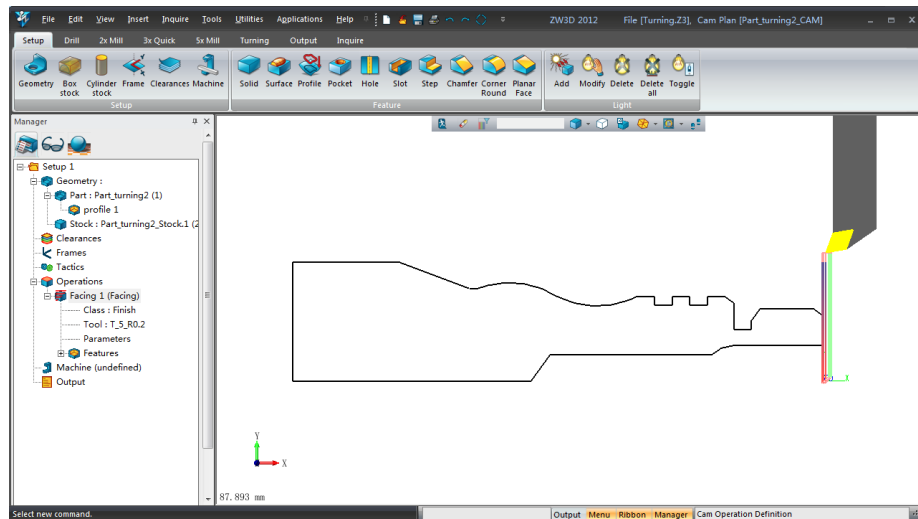 File Edit View Insert Inquire Tools Utilities Applications Help ZW3D 2012 File [Turning.Z3], Cam Plan [Part_turning2_CAM]
Setup Drill 2x Mill 3x Quick 5x Mill Turning Output Inquire
Geometry Box stock Cylinder stock Frame Clearances Machine Solid Surface Profile Pocket Hole Slot Step Chamfer Corner Round Planar Face Add Modify Delete Delete all Toggle
Setup Feature Light
Manager
Setup 1
Geometry :
Part : Part_turning2 (1)
profile 1
Stock : Part_turning2_Stock.1 (2
Clearances
Frames
Tactics
Operations
Facing 1 (Facing)
Class : Finish
Tool : T_5_R0.2
Parameters
Features
Machine (undefined)
Output
X
Y
X
87.893 mm
Select new command. Output Menu Ribbon Manager Cam Operation Definition